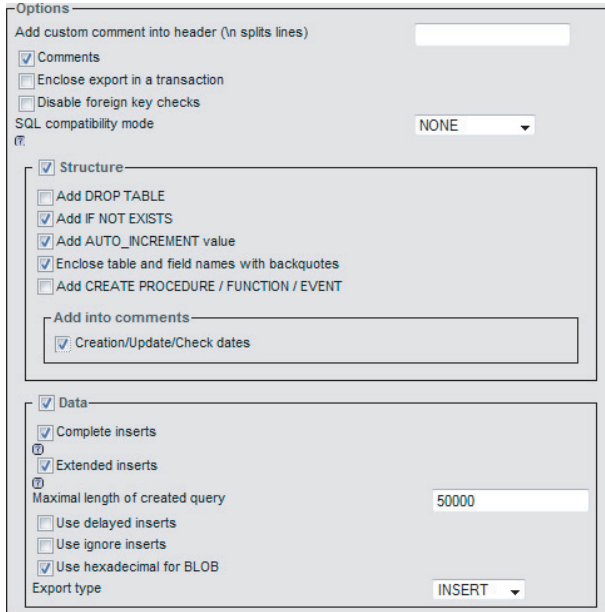 Options
Add custom comment into header (\n splits lines)
Comments
Enclose export in a transaction
Disable foreign key checks
SQL compatibility mode NONE
?
Structure
Add DROP TABLE
Add IF NOT EXISTS
Add AUTO_INCREMENT value
Enclose table and field names with backquotes
Add CREATE PROCEDURE / FUNCTION / EVENT
Add into comments
Creation/Update/Check dates
Data
Complete inserts
?
Extended inserts
?
Maximal length of created query 50000
Use delayed inserts
Use ignore inserts
Use hexadecimal for BLOB
Export type INSERT